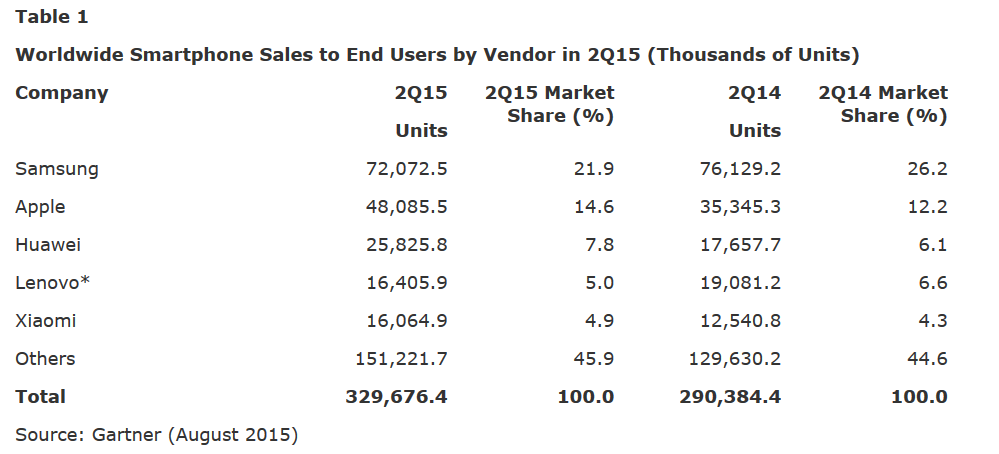 Table 1
Worldwide Smartphone Sales to End Users by Vendor in 2Q15 (Thousands of Units)
Company 2Q15 Units 2Q15 Market Share (%) 2Q14 Units 2Q14 Market Share (%)
Samsung 72,072.5 21.9 76,129.2 26.2
Apple 48,085.5 14.6 35,345.3 12.2
Huawei 25,825.8 7.8 17,657.7 6.1
Lenovo* 16,405.9 5.0 19,081.2 6.6
Xiaomi 16,064.9 4.9 12,540.8 4.3
Others 151,221.7 45.9 129,630.2 44.6
Total 329,676.4 100.0 290,384.4 100.0
Source: Gartner (August 2015)